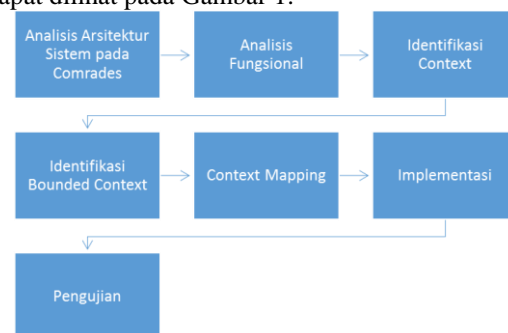 dapat dilihat pada Gambar 1.
Analisis Arsitektur
Sistem pada
Comrades
Analisis
Fungsional
Identifikasi
Context
Identifikasi
Bounded Context
Context Mapping
Implementasi
Pengujian